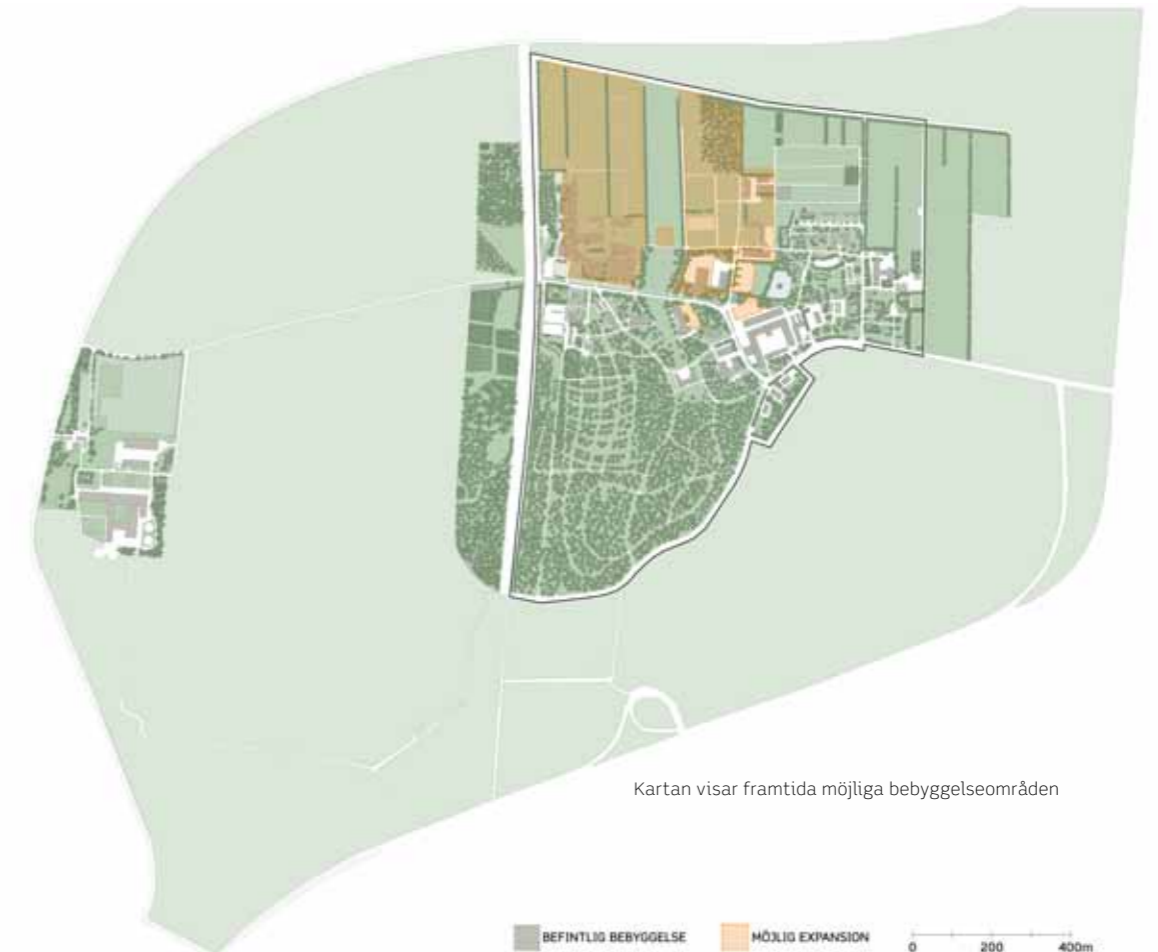 Kartan visar framtida möjliga bebyggelseområden
BEFINTLIG BEBYGGELSE
MÖJLIG EXPANSION
0 200 400m